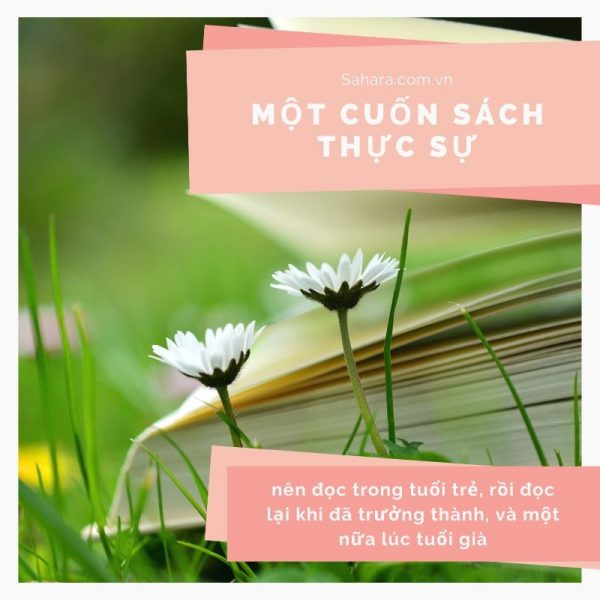 Sahara.com.vn
MỘT CUỐN SÁCH
THỰC SỰ
nên đọc trong tuổi trẻ, rồi đọc
lại khi đã trưởng thành, và một
nữa lúc tuổi già